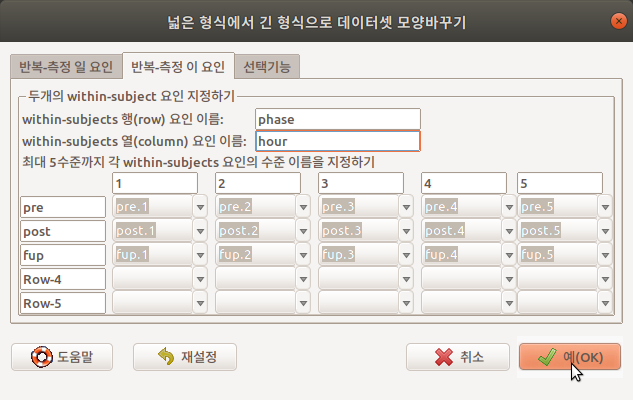 넓은 형식에서 긴 형식으로 데이터셋 모양바꾸기
반복-측정 일 요인 반복-측정 이 요인 선택기능
두개의 within-subject 요인 지정하기
within-subjects 행(row) 요인 이름: phase
within-subjects 열(column) 요인 이름: hour
최대 5수준까지 각 within-subjects 요인의 수준 이름을 지정하기
1 2 3 4 5
pre pre.1 pre.2 pre.3 pre.4 pre.5
post post.1 post.2 post.3 post.4 post.5
fup fup.1 fup.2 fup.3 fup.4 fup.5
Row-4
Row-5
도움말 재설정 취소 예(OK)